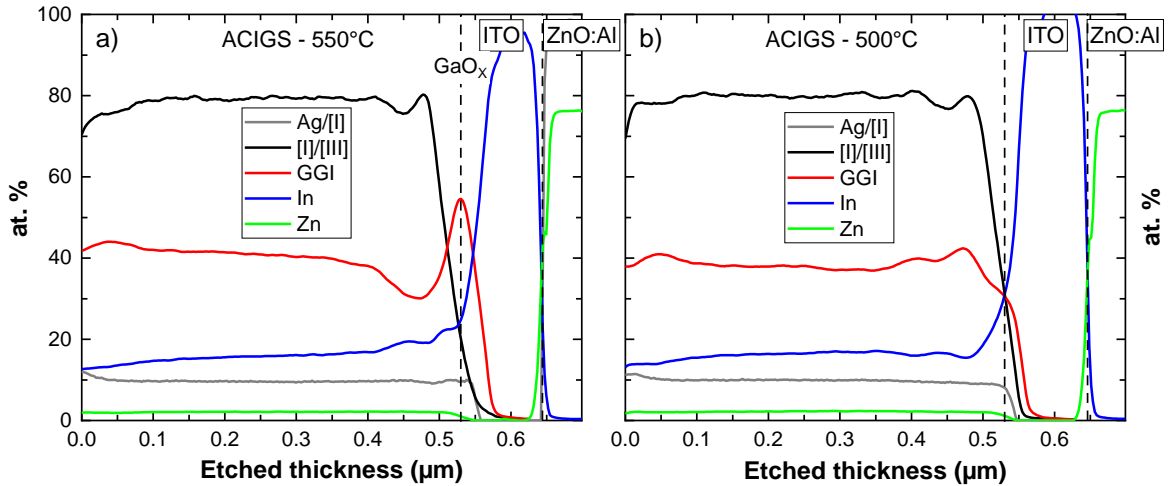 a)
ACIGS - 550°C
ITO
ZnO:Al
GaOX
Ag/[I]
[I]/[III]
GGI
In
Zn
at. %
100
80
60
40
20
0
0.0 0.1 0.2 0.3 0.4 0.5 0.6
Etched thickness (µm)
b)
ACIGS - 500°C
ITO
ZnO:Al
Ag/[I]
[I]/[III]
GGI
In
Zn
at. %
0.0 0.1 0.2 0.3 0.4 0.5 0.6
Etched thickness (µm)